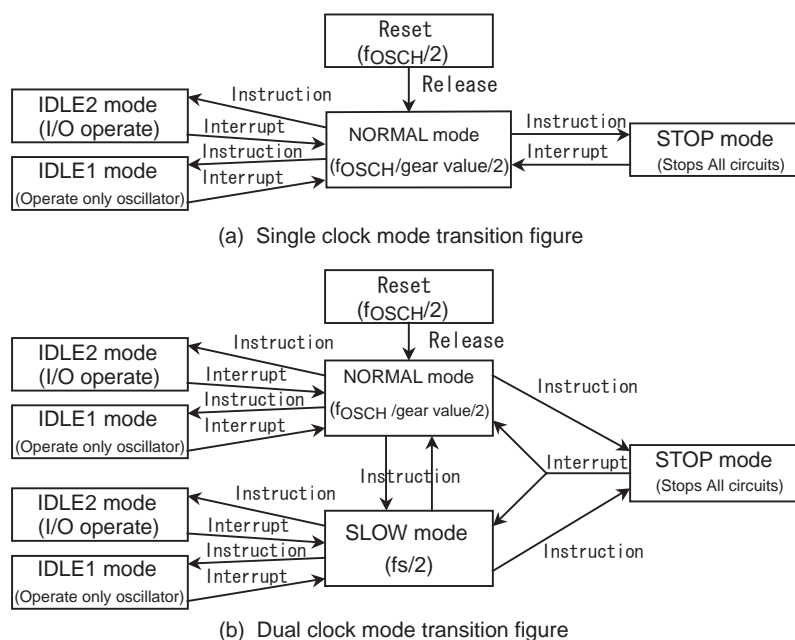 Reset
(fOSCH/2)
Release
IDLE2 mode
(I/O operate)
Instruction
Interrupt
Instruction
Interrupt
IDLE1 mode
(Operate only oscillator)
NORMAL mode
(fOSCH/gear value/2)
Instruction
Interrupt
STOP mode
(Stops All circuits)
(a) Single clock mode transition figure
Reset
(fOSCH/2)
Release
IDLE2 mode
(I/O operate)
Instruction
Interrupt
Instruction
Interrupt
IDLE1 mode
(Operate only oscillator)
NORMAL mode
(fOSCH /gear value/2)
Instruction
Instruction
Interrupt
STOP mode
(Stops All circuits)
IDLE2 mode
(I/O operate)
Instruction
Interrupt
Instruction
Interrupt
IDLE1 mode
(Operate only oscillator)
SLOW mode
(fs/2)
Instruction
(b) Dual clock mode transition figure